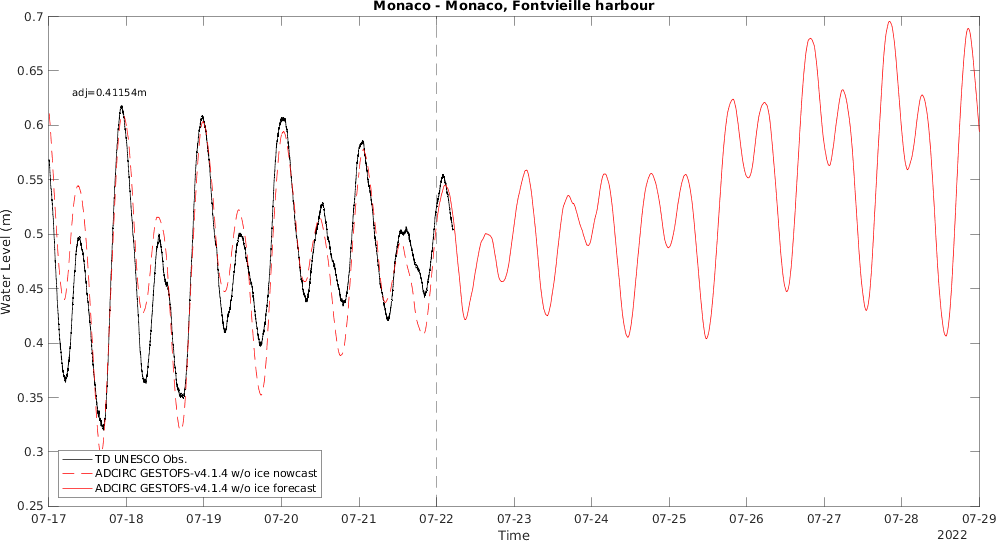 Monaco - Monaco, Fontvieille harbour
0.7
0.65
adj=0.41154m
0.6
0.55
0.5
Water Level (m)
0.45
0.4
0.35
0.3
0.25
TD UNESCO Obs.
ADCIRC GESTOFS-v4.1.4 w/o ice nowcast
ADCIRC GESTOFS-v4.1.4 w/o ice forecast
07-17 07-18 07-19 07-20 07-21 07-22 07-23 07-24 07-25 07-26 07-27 07-28 07-29
Time
2022